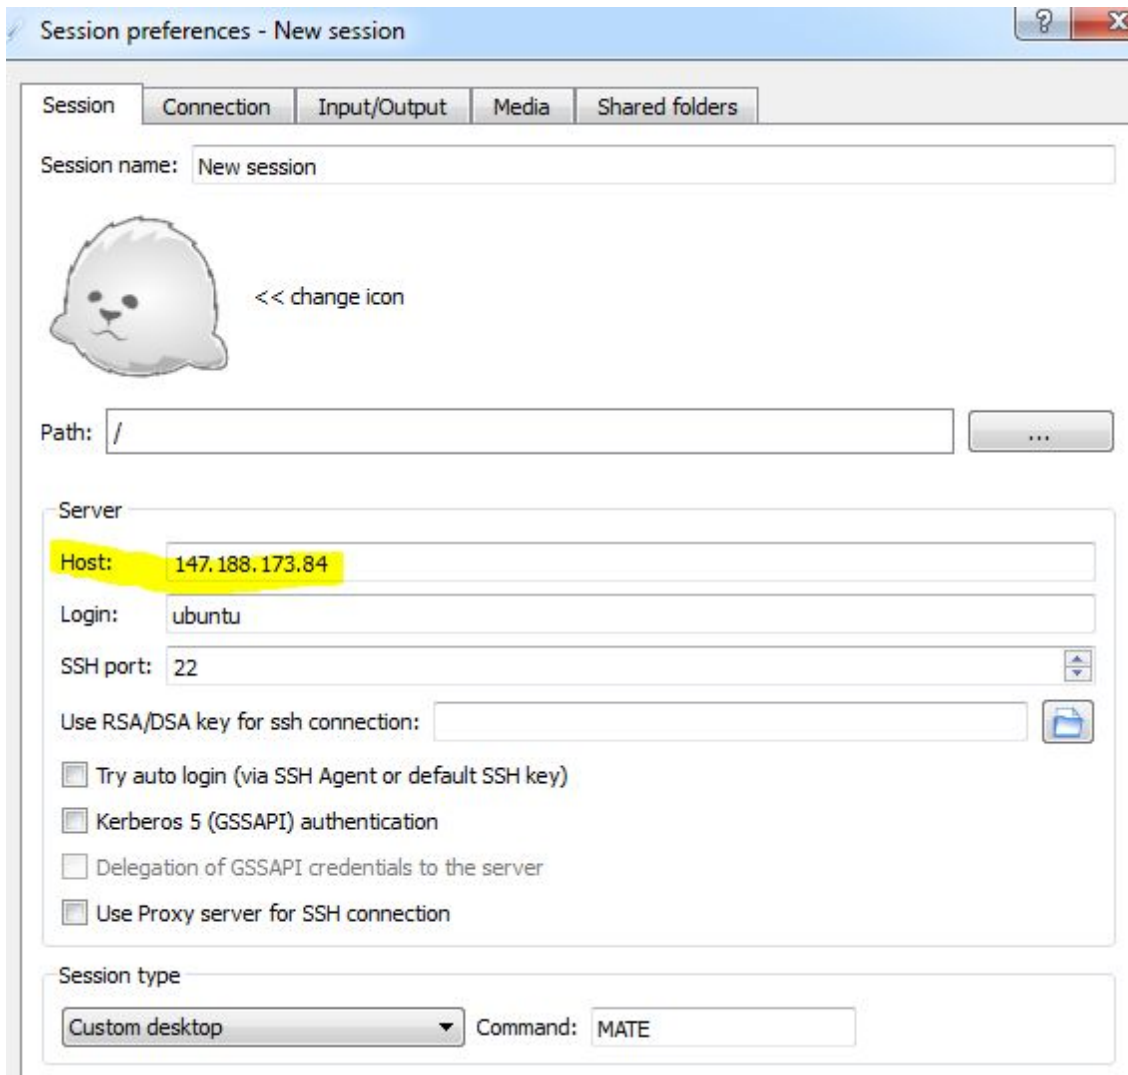 Session preferences - New session
Session Connection Input/Output Media Shared folders
Session name: New session
<< change icon
Path: / ...
Server
Host: 147.188.173.84
Login: ubuntu
SSH port: 22
Use RSA/DSA key for ssh connection:
Try auto login (via SSH Agent or default SSH key)
Kerberos 5 (GSSAPI) authentication
Delegation of GSSAPI credentials to the server
Use Proxy server for SSH connection
Session type
Custom desktop Command: MATE